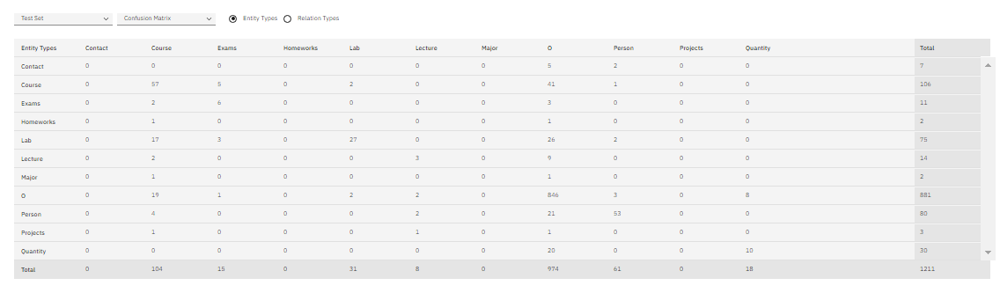 Test Set Confusion Matrix Entity Types Relation Types
Entity Types Contact Course Exams Homeworks Lab Lecture Major O Person Projects Quantity Total
Contact 0 0 0 0 0 0 0 5 2 0 0 7
Course 0 57 5 0 2 0 0 41 1 0 0 106
Exams 0 2 6 0 0 0 0 3 0 0 0 11
Homeworks 0 1 0 0 0 0 0 1 0 0 0 2
Lab 0 17 3 0 27 0 0 26 2 0 0 75
Lecture 0 2 0 0 0 3 0 9 0 0 0 14
Major 0 1 0 0 0 0 0 1 0 0 0 2
O 0 19 1 0 2 2 0 846 3 0 8 881
Person 0 4 0 0 0 2 0 21 53 0 0 80
Projects 0 1 0 0 0 1 0 1 0 0 0 3
Quantity 0 0 0 0 0 0 0 20 0 0 10 30
Total 0 104 15 0 31 8 0 974 61 0 18 1211